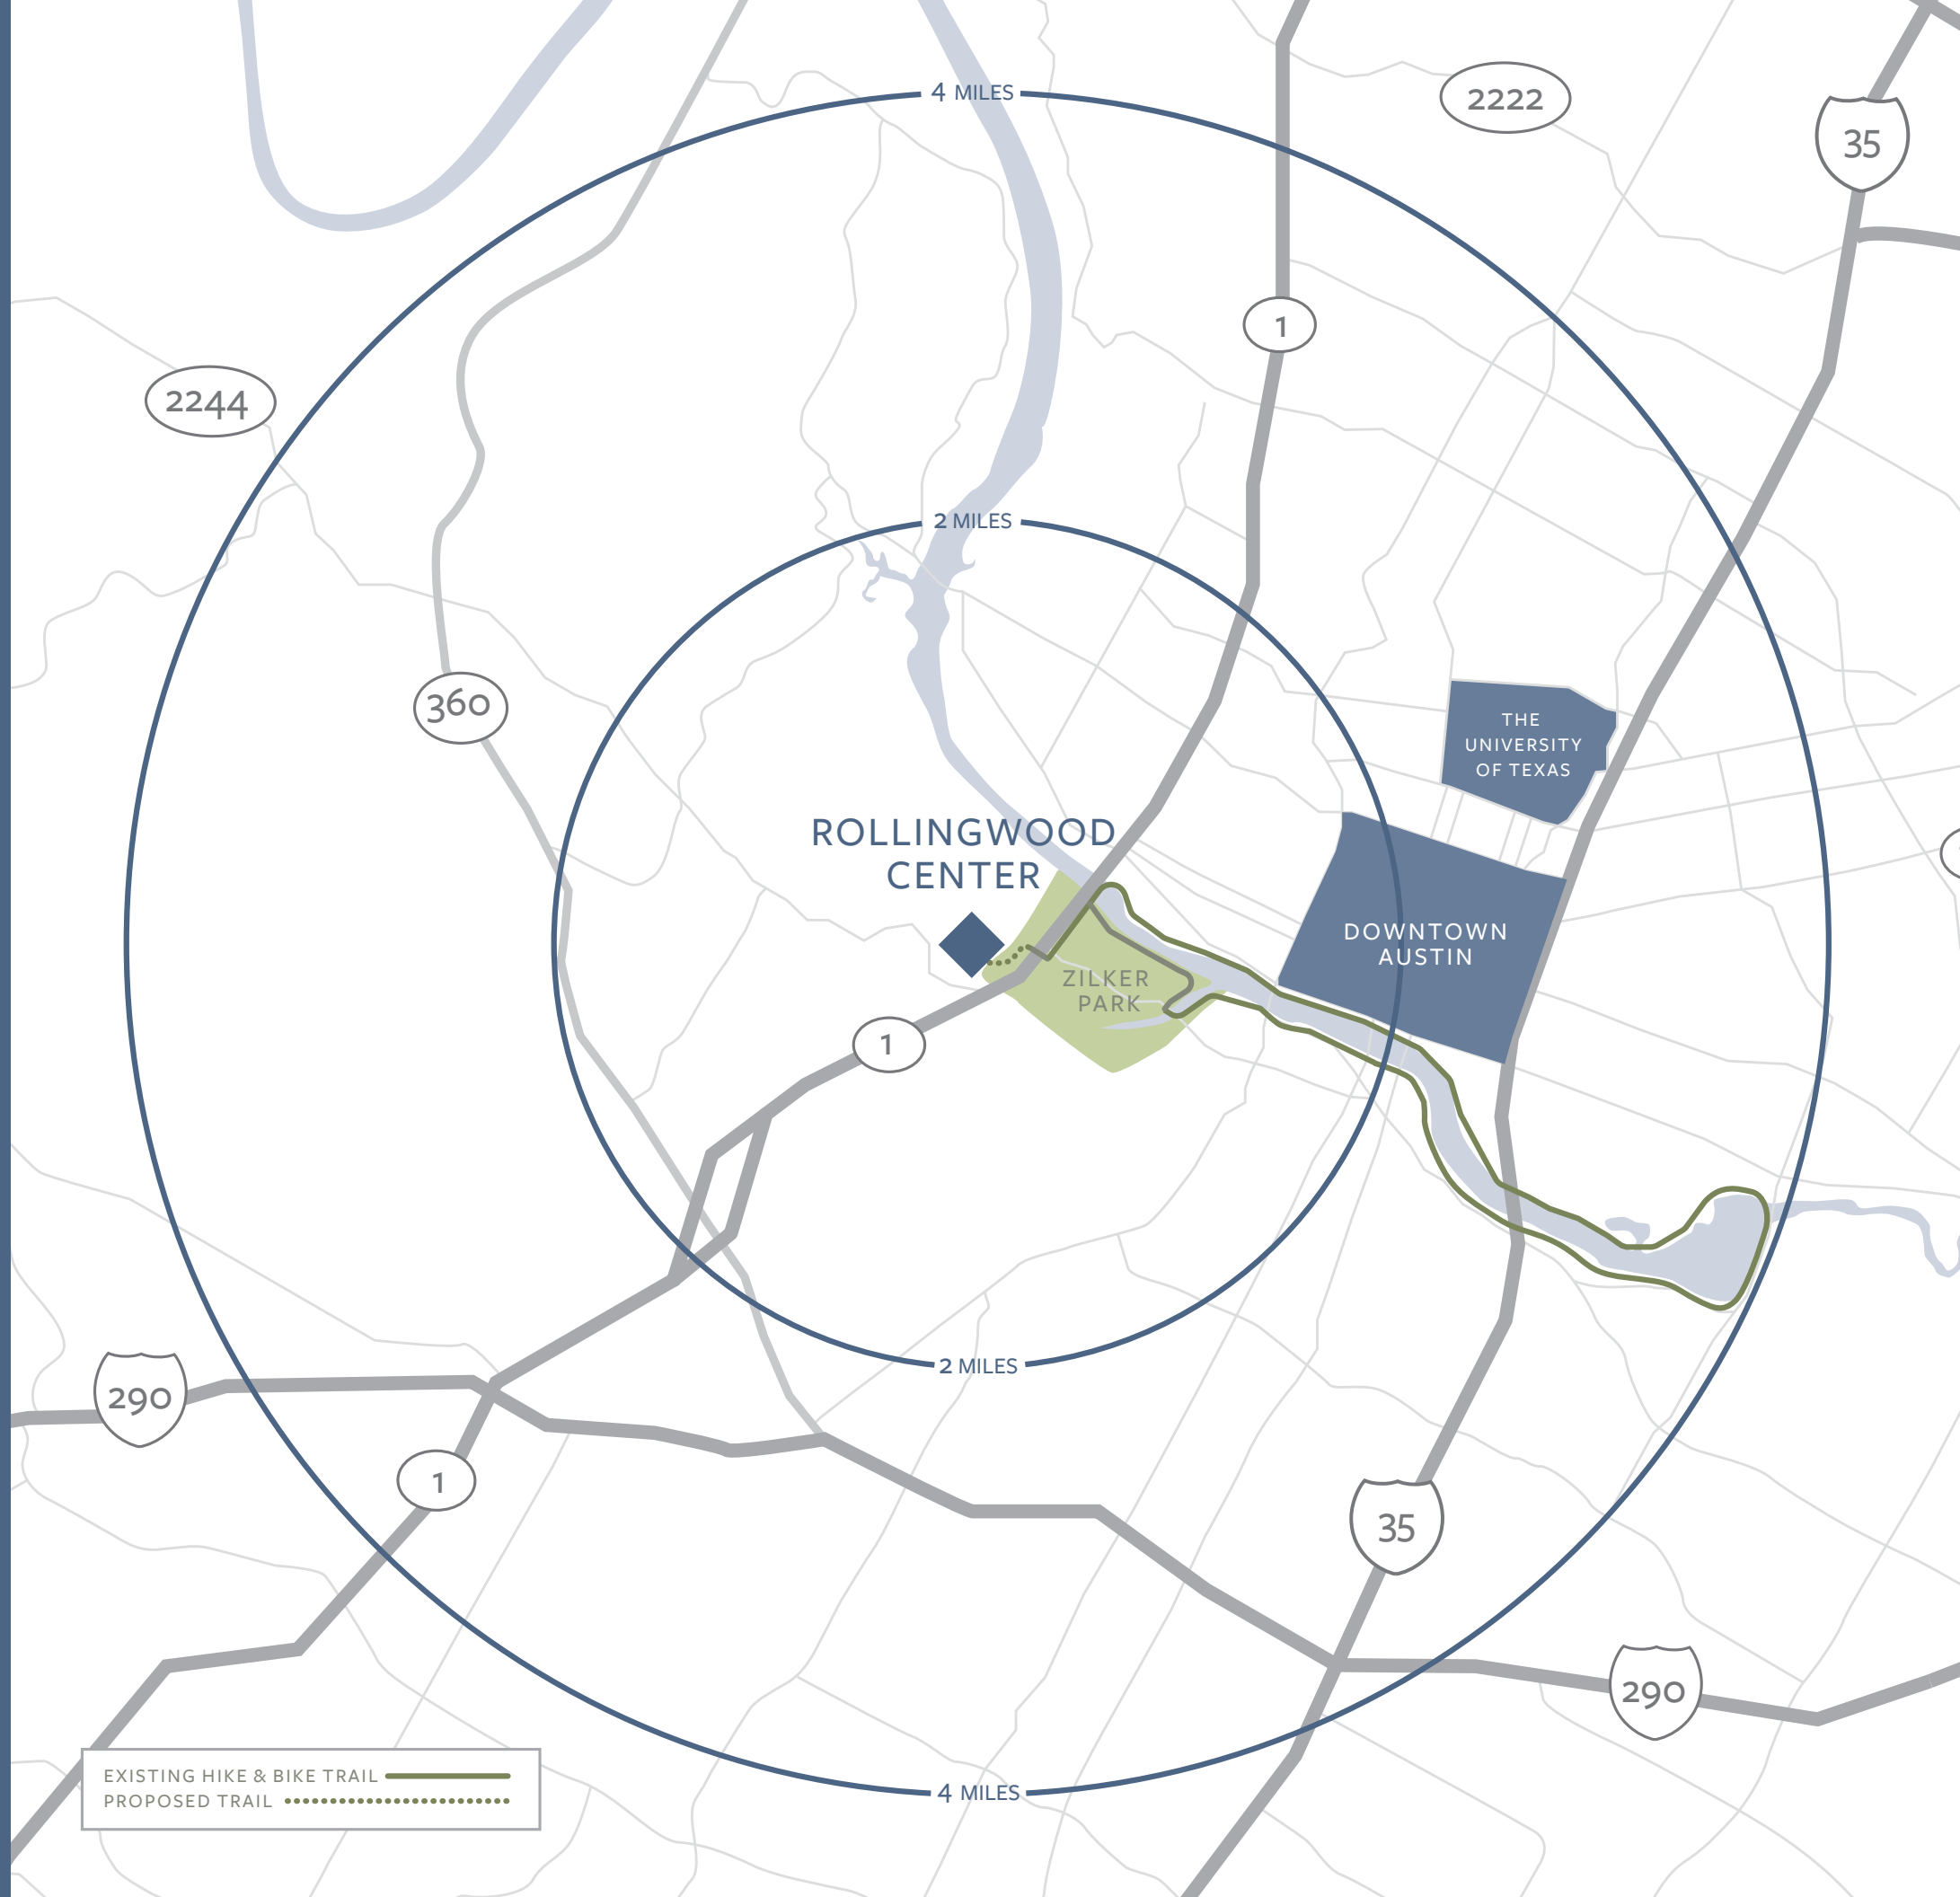 4 MILES
2222
35
1
2244
2 MILES
360
THE
UNIVERSITY
OF TEXAS
ROLLINGWOOD
CENTER
DOWNTOWN
AUSTIN
ZILKER
PARK
1
2 MILES
290
1
35
290
EXISTING HIKE & BIKE TRAIL
PROPOSED TRAIL
4 MILES